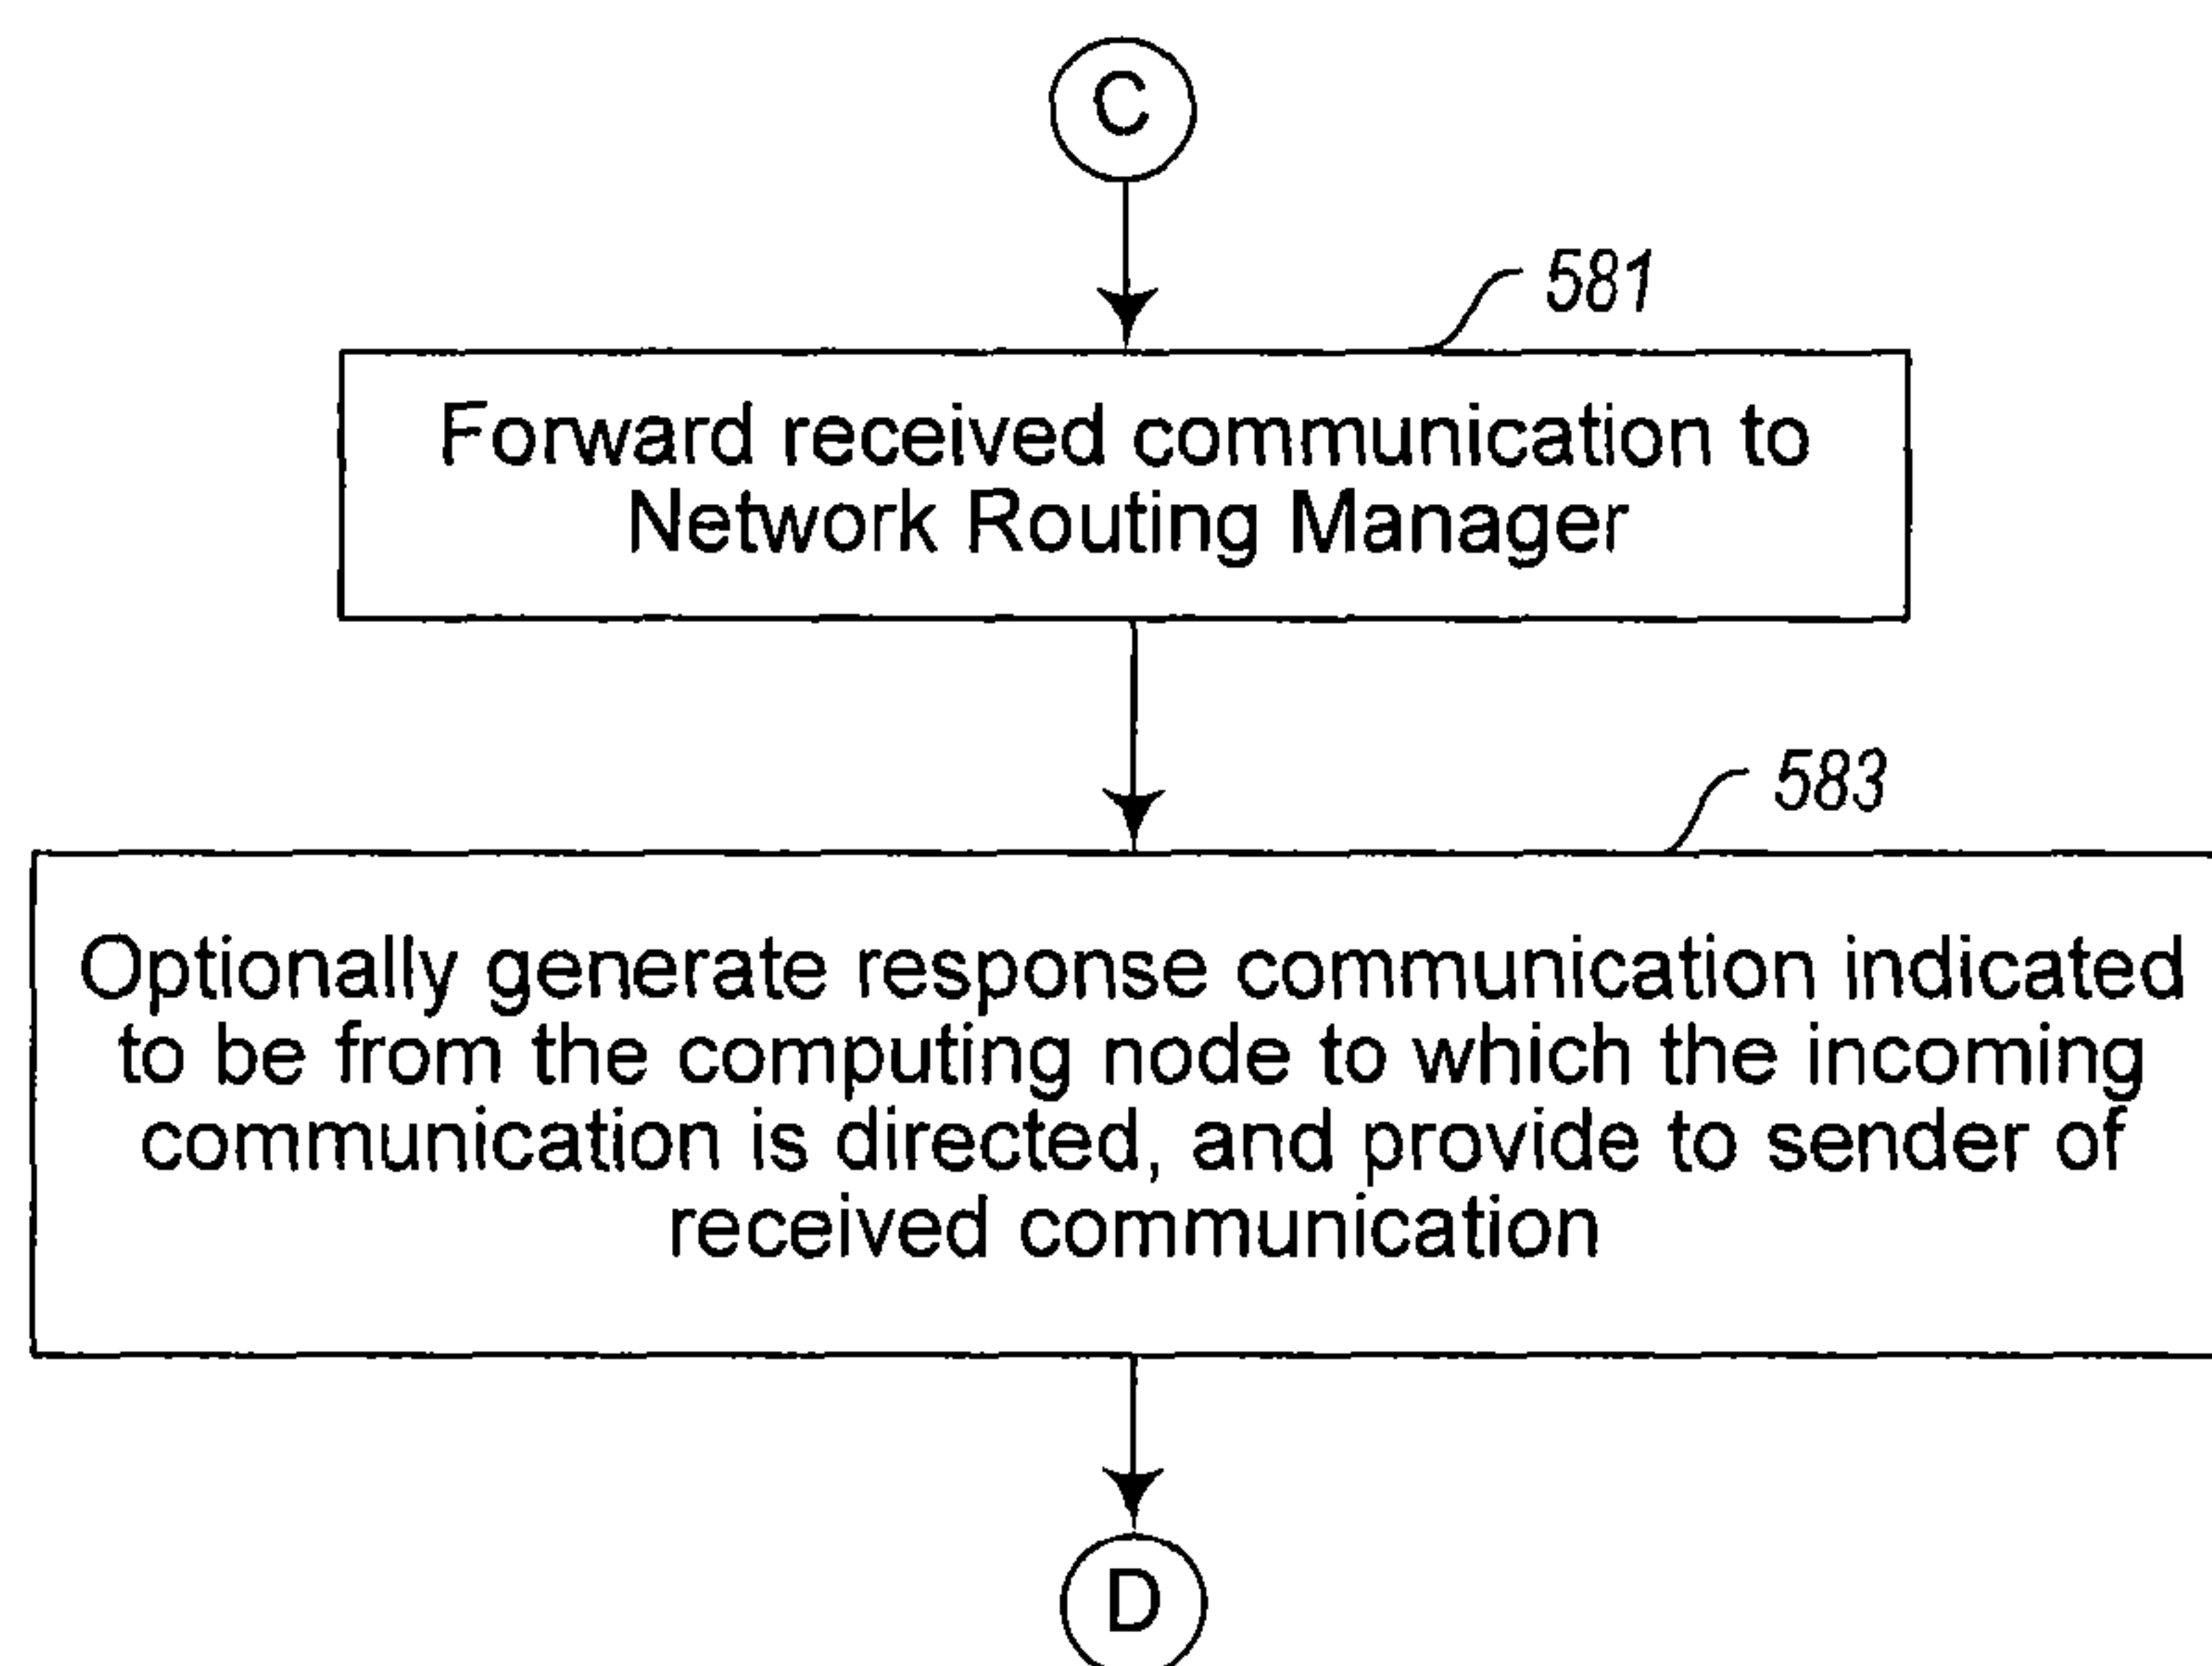 C
581
Forward received communication to
Network Routing Manager
583
Optionally generate response communication indicated
to be from the computing node to which the incoming
communication is directed, and provide to sender of
received communication
D